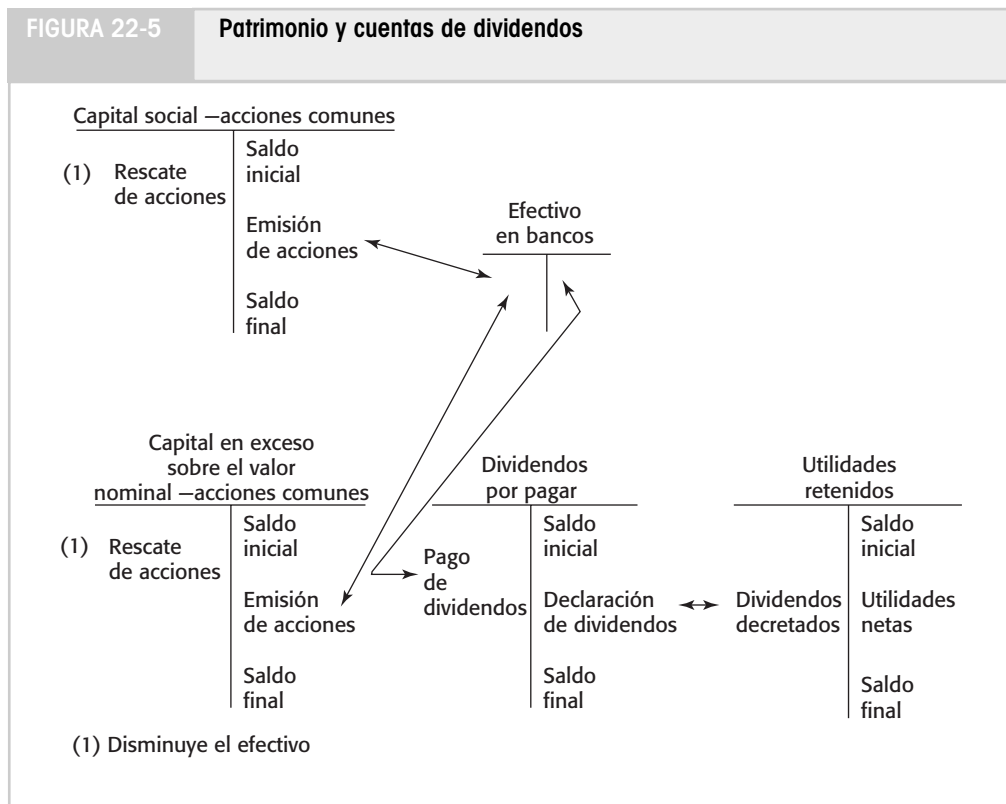 FIGURA 22-5
Patrimonio y cuentas de dividendos
Capital social —acciones comunes
(1) Rescate
de acciones
Saldo
inicial
Emisión
de acciones
Saldo
final
Efectivo
en bancos
Capital en exceso
sobre el valor
nominal —acciones comunes
(1) Rescate
de acciones
Saldo
inicial
Emisión
de acciones
Saldo
final
Dividendos
por pagar
Pago
de
dividendos
Saldo
inicial
Declaración
de dividendos
Saldo
final
Utilidades
retenidos
Dividendos
decretados
Saldo
inicial
Utilidades
netas
Saldo
final
(1) Disminuye el efectivo